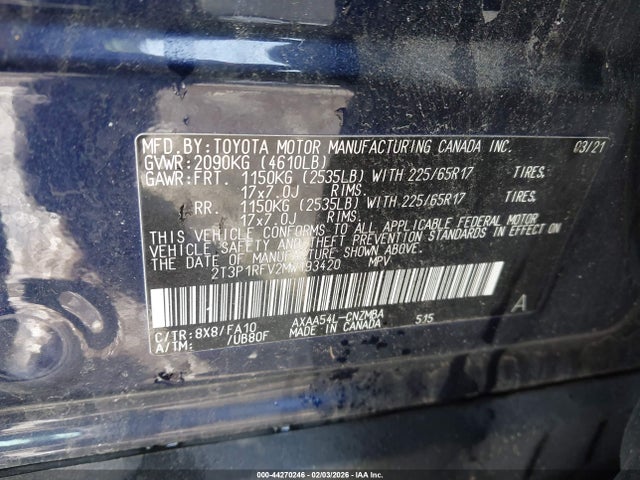 MFD.BY:TOYOTA MOTOR MANUFACTURING CANADA INC. 03/21
GVWR:2090KG (4610LB)
GAWR:FRT. 1150KG (2535LB) WITH 225/65R17 TIRES.
17x7.0J RIMS.
RR. 1150KG (2535LB) WITH 225/65R17 TIRES.
17x7.0J RIMS.
THIS VEHICLE CONFORMS TO ALL APPLICABLE FEDERAL MOTOR
VEHICLE SAFETY AND THEFT PREVENTION STANDARDS IN EFFECT ON
THE DATE OF MANUFACTURE SHOWN ABOVE.
MPV
C/TR:8X8/FA10 AXAA54L-CNZMBA 515 A
A/TM: /UB80F MADE IN CANADA
000-44270246 - 02/03/2026 - IAA Inc.